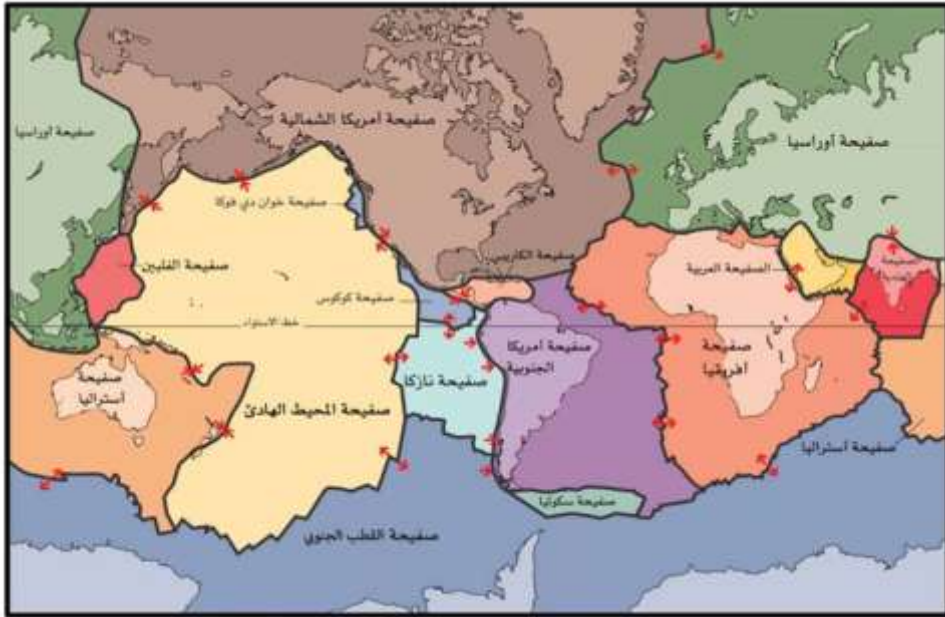 صفيحة أمريكا الشمالية
صفيحة أوراسيا
صفيحة أوراسيا
صفيحة خوان دي فوكا
صفيحة الفلبين
صفيحة الكاريبي
الصفيحة العربية
صفيحة
الهندية
صفيحة كوكوس
خط الاستواء
صفيحة أمريكا
الجنوبية
صفيحة
أفريقيا
صفيحة
أستراليا
صفيحة نازكا
صفيحة المحيط الهادئ
صفيحة أستراليا
صفيحة سكوتيا
صفيحة القطب الجنوبي